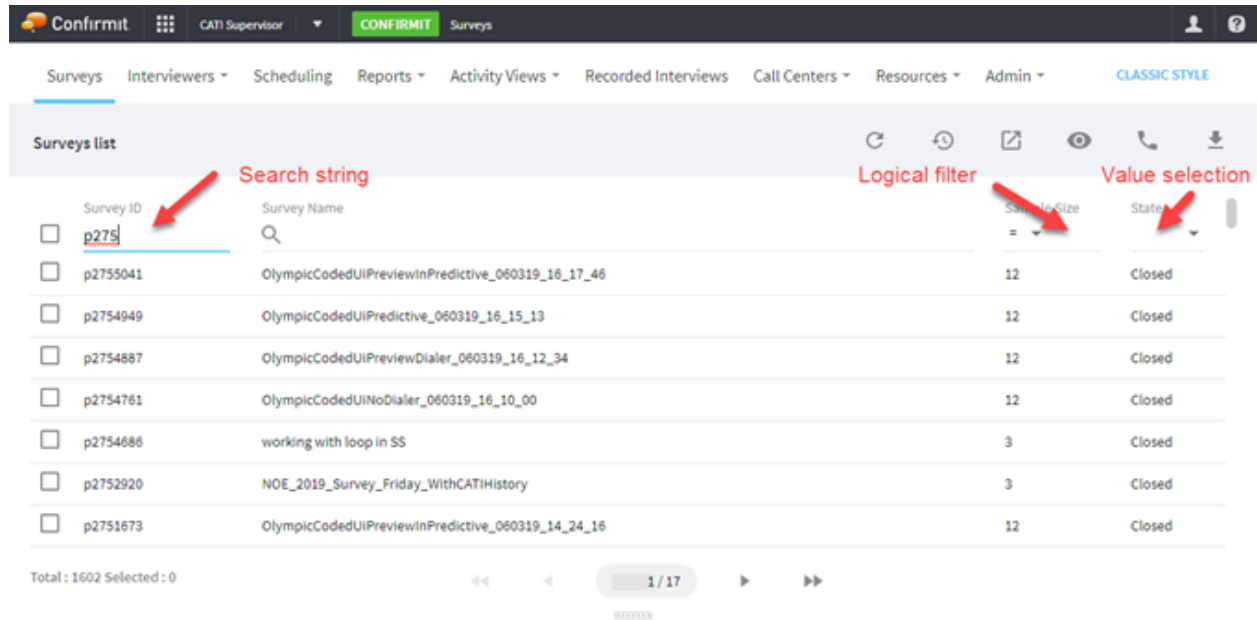 Confirmit CATI Supervisor CONFIRMIT Surveys
Surveys Interviewers Scheduling Reports Activity Views Recorded Interviews Call Centers Resources Admin CLASSIC STYLE
Surveys list
Search string Logical filter Value selection
Survey ID Survey Name Sample Size State
p275 =
p2755041 OlympicCodedUiPreviewInPredictive_060319_16_17_46 12 Closed
p2754949 OlympicCodedUiPredictive_060319_16_15_13 12 Closed
p2754887 OlympicCodedUiPreviewDialer_060319_16_12_34 12 Closed
p2754761 OlympicCodedUiNoDialer_060319_16_10_00 12 Closed
p2754686 working with loop in SS 3 Closed
p2752920 NOE_2019_Survey_Friday_WithCATIHistory 3 Closed
p2751673 OlympicCodedUiPreviewInPredictive_060319_14_24_16 12 Closed
Total : 1602 Selected : 0 1 / 17